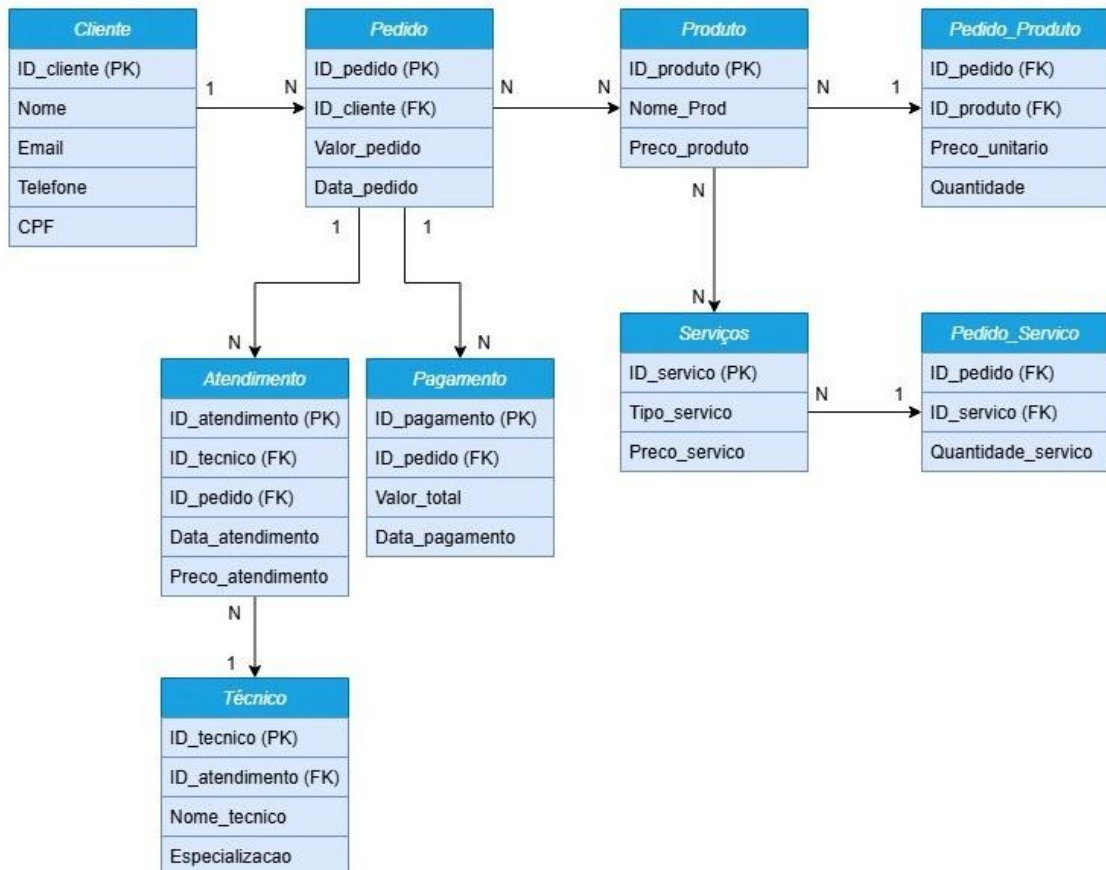 Cliente
ID_cliente (PK)
Nome
Email
Telefone
CPF
1
N
Pedido
ID_pedido (PK)
ID_cliente (FK)
Valor_pedido
Data_pedido
N
N
Produto
ID_produto (PK)
Nome_Prod
Preco_produto
N
1
Pedido_Produto
ID_pedido (FK)
ID_produto (FK)
Preco_unitario
Quantidade
1
1
N
N
N
N
Atendimento
ID_atendimento (PK)
ID_tecnico (FK)
ID_pedido (FK)
Data_atendimento
Preco_atendimento
Pagamento
ID_pagamento (PK)
ID_pedido (FK)
Valor_total
Data_pagamento
Serviços
ID_servico (PK)
Tipo_servico
Preco_servico
N
1
Pedido_Servico
ID_pedido (FK)
ID_servico (FK)
Quantidade_servico
N
1
Técnico
ID_tecnico (PK)
ID_atendimento (FK)
Nome_tecnico
Especializacao